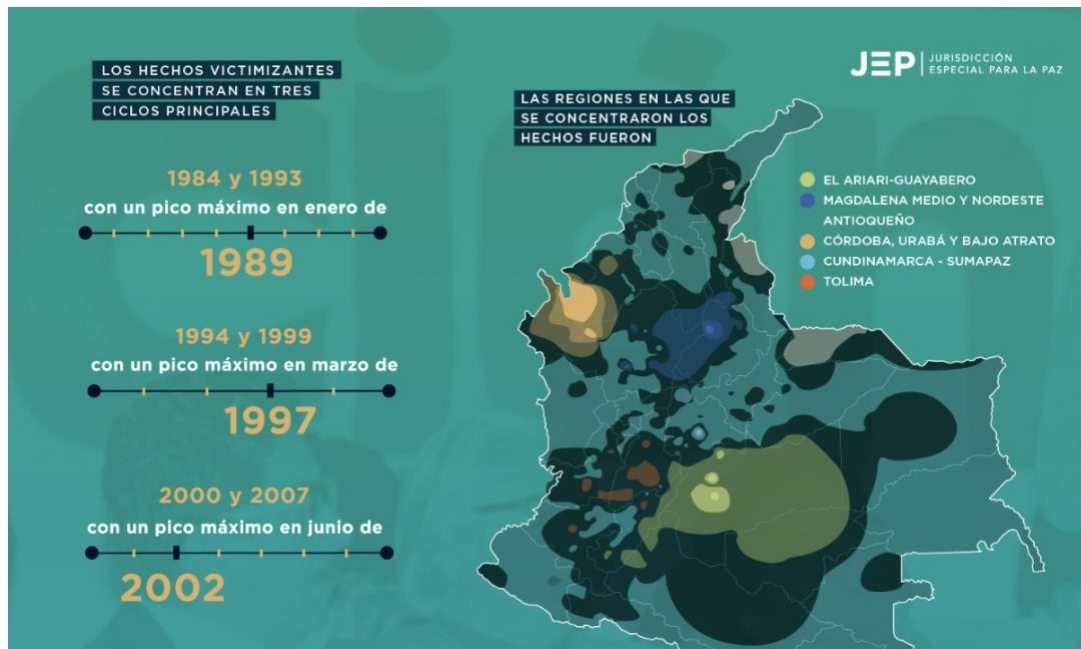 LOS HECHOS VICTIMIZANTES
SE CONCENTRAN EN TRES
CICLOS PRINCIPALES
1984 y 1993
con un pico máximo en enero de
1989
1994 y 1999
con un pico máximo en marzo de
1997
2000 y 2007
con un pico máximo en junio de
2002
JEP
JURISDICCIÓN
ESPECIAL PARA LA PAZ
LAS REGIONES EN LAS QUE
SE CONCENTRARON LOS
HECHOS FUERON
EL ARIARI-GUAYABERO
MAGDALENA MEDIO Y NORDESTE
ANTIOQUEÑO
CÓRDOBA, URABÁ Y BAJO ATRATO
CUNDINAMARCA - SUMAPAZ
TOLIMA